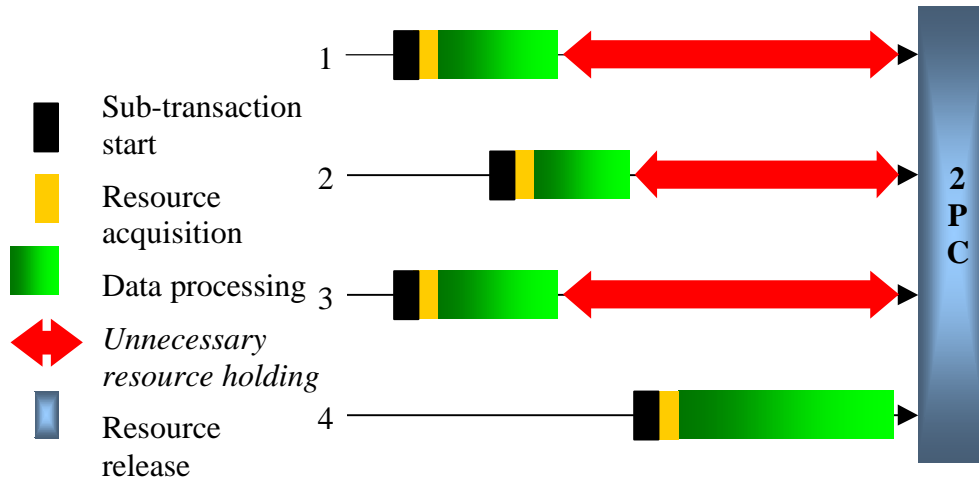 Sub-transaction
start
Resource
acquisition
Data processing
Unnecessary
resource holding
Resource
release
1
2
3
4
2
P
C